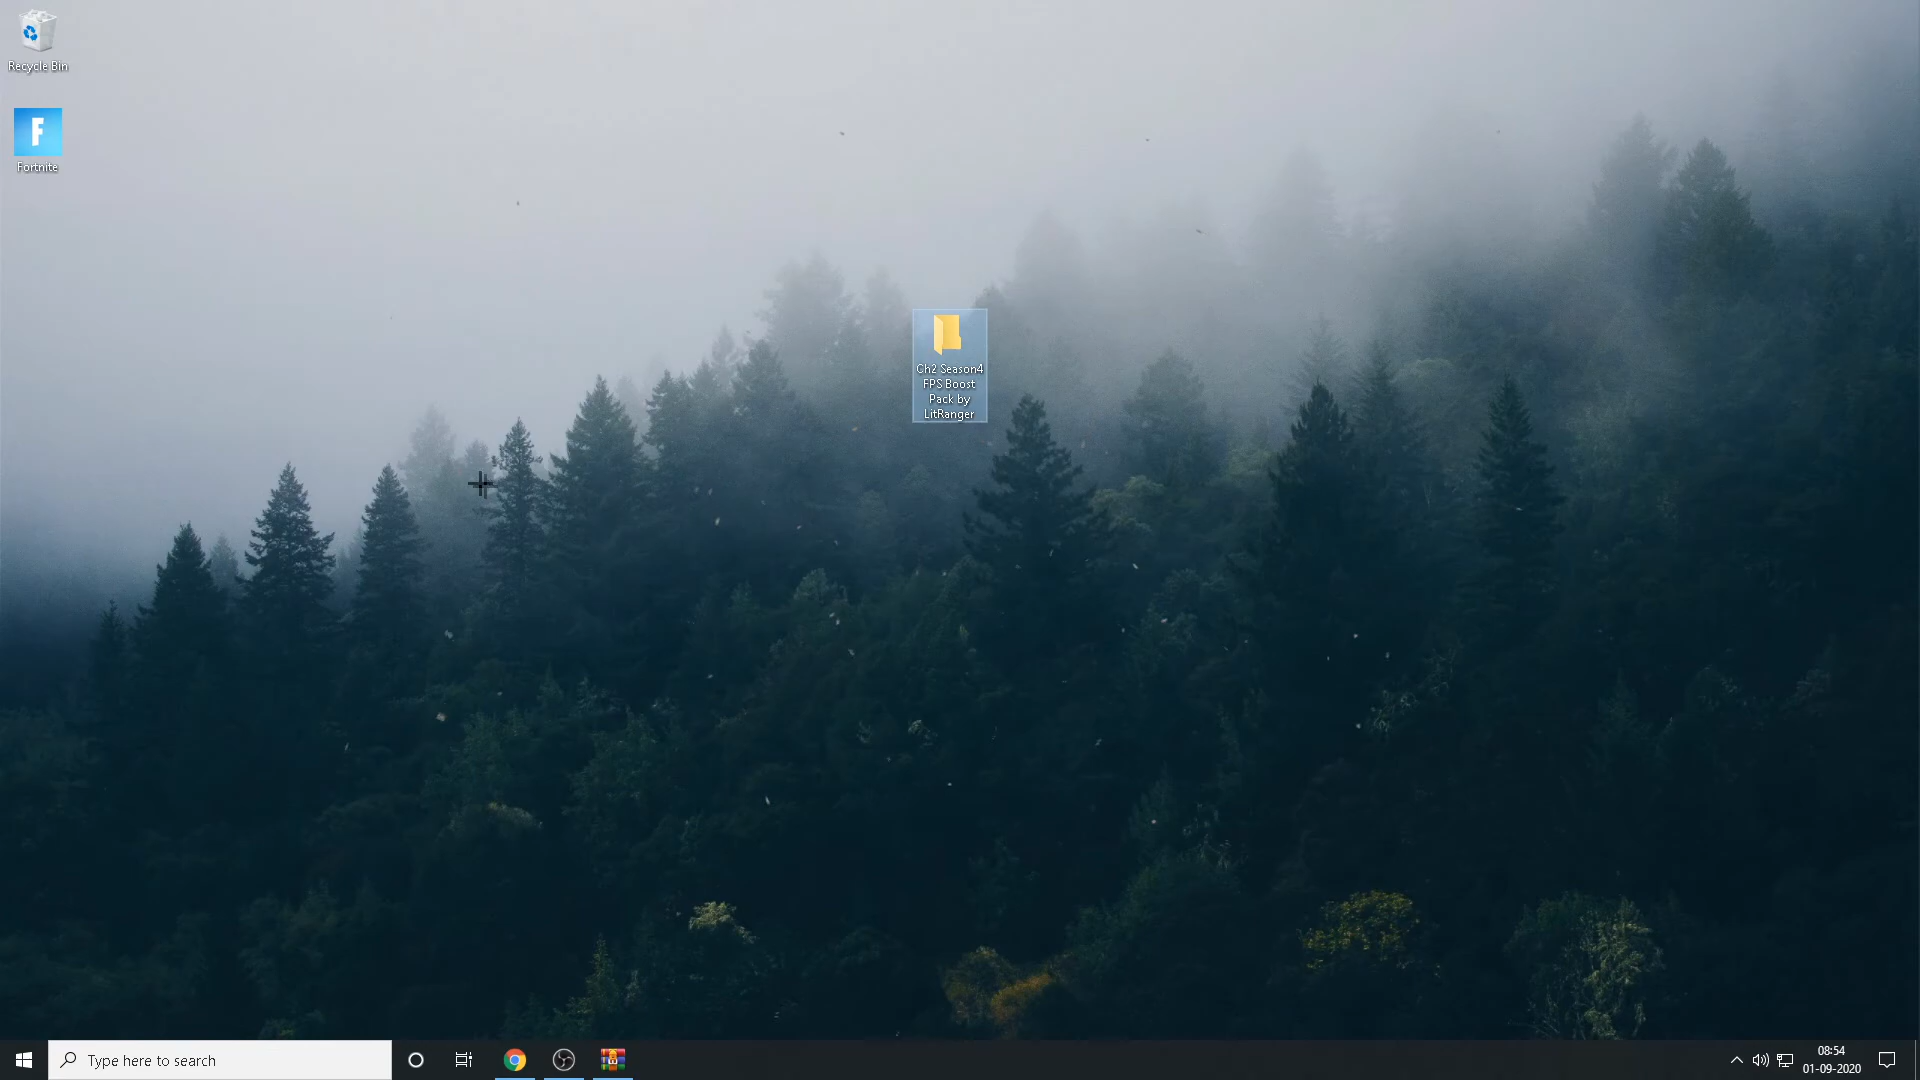 Recycle Bin
F
Fortnite
Ch2 Season4
FPS Boost
Pack by
LitRanger
Type here to search
08:54
01-09-2020